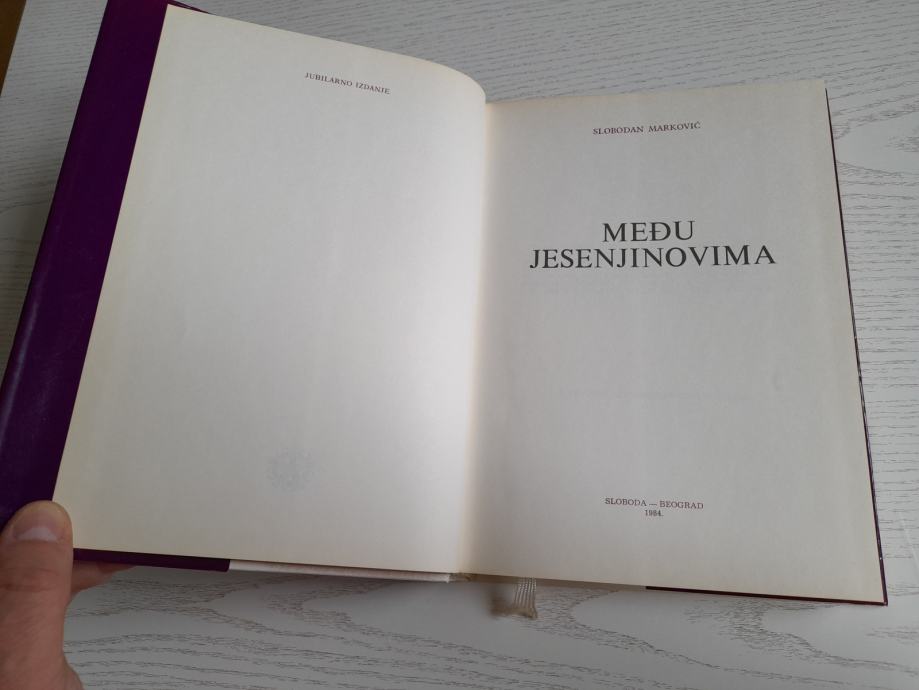 JUBILARNO IZDANJE
SLOBODAN MARKOVIĆ
MEĐU
JESENJINOVIMA
SLOBODA — BEOGRAD
1984.